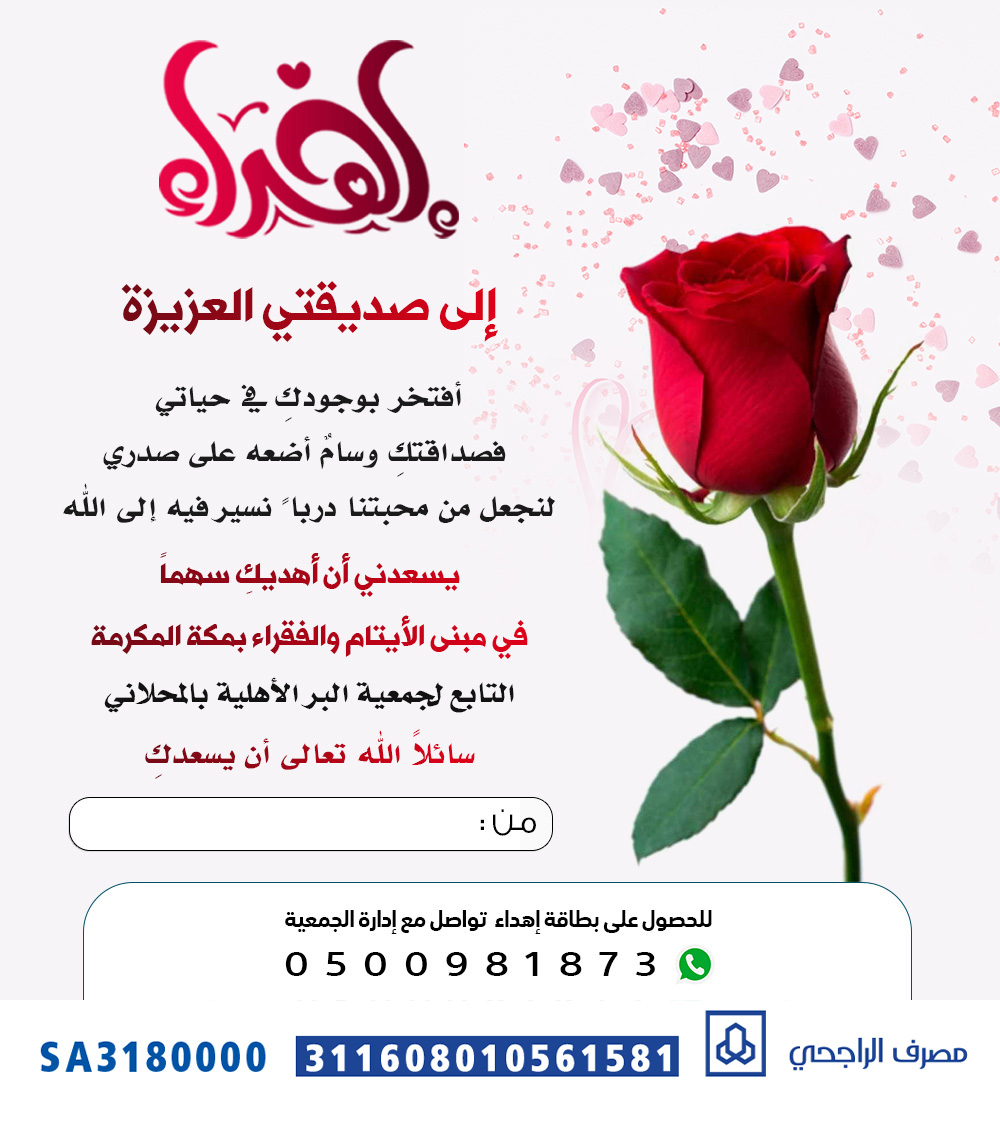 إهداء
إلى صديقتي العزيزة
أفتخر بوجودكِ في حياتي
فصداقتكِ وسامٌ أضعه على صدري
لنجعل من محبتنا درباً نسير فيه إلى الله
يسعدني أن أهديكِ سهماً
في مبنى الأيتام والفقراء بمكة المكرمة
التابع لجمعية البر الأهلية بالمحلاني
سائلاً الله تعالى أن يسعدكِ
من :
للحصول على بطاقة إهداء تواصل مع إدارة الجمعية
0500981873
مصرف الراجحي
SA3180000 311608010561581